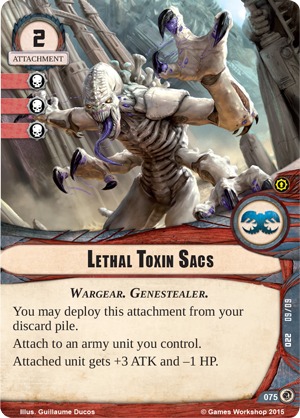 2
ATTACHMENT
LETHAL TOXIN SACS
WARGEAR. GENESTEALER.
You may deploy this attachment from your
discard pile.
Attach to an army unit you control.
Attached unit gets +3 ATK and –1 HP.
022 09/09
075
Illus. Guillaume Ducos
© Games Workshop 2015